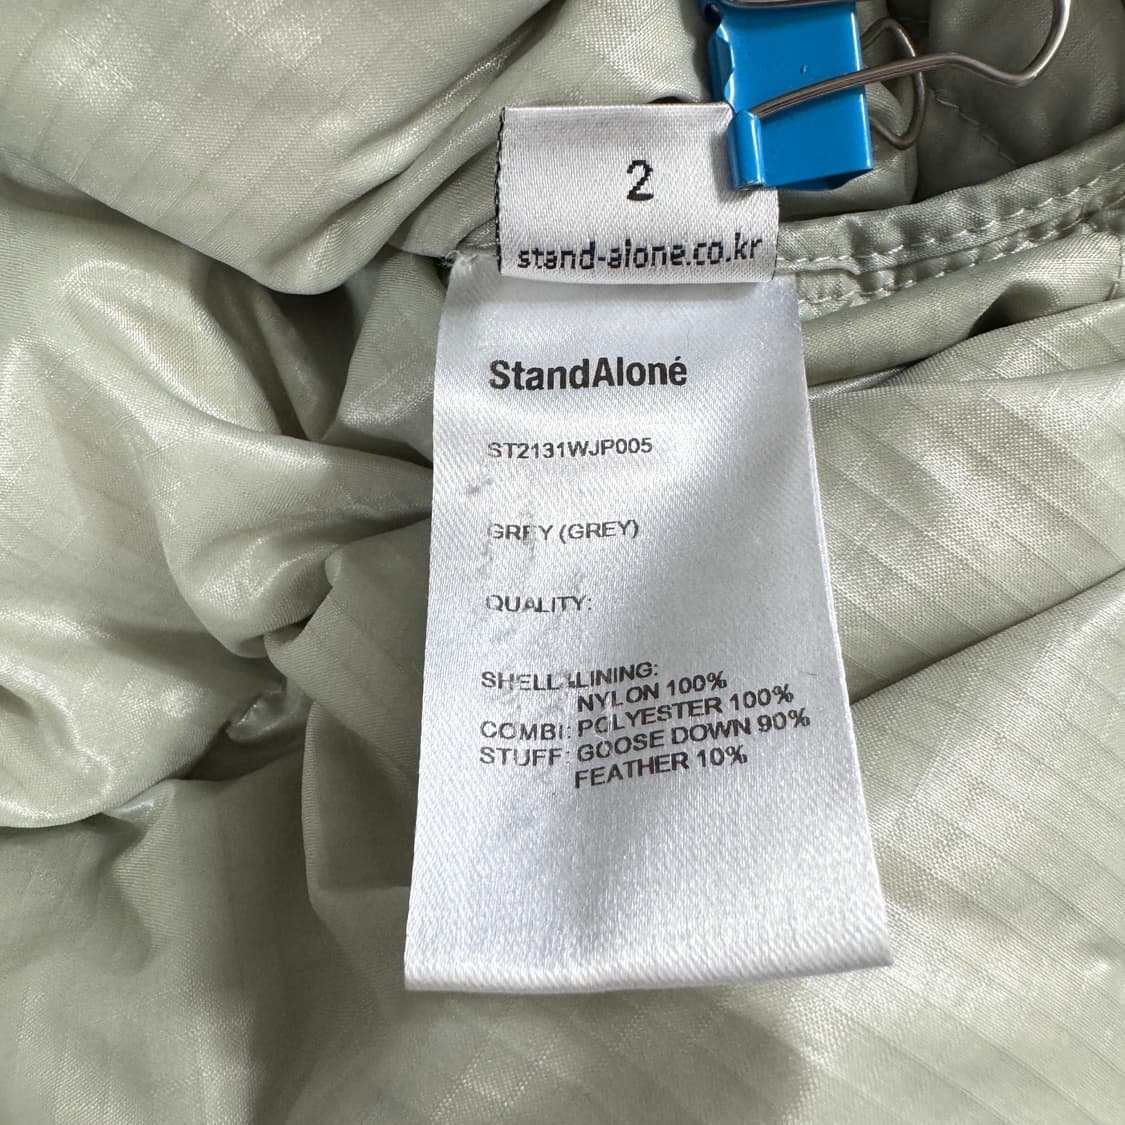 2
stand-alone.co.kr
StandAloné
ST2131WJP005
GREY (GREY)
QUALITY:
SHELL&LINING:
NYLON 100%
COMBI: POLYESTER 100%
STUFF: GOOSE DOWN 90%
FEATHER 10%